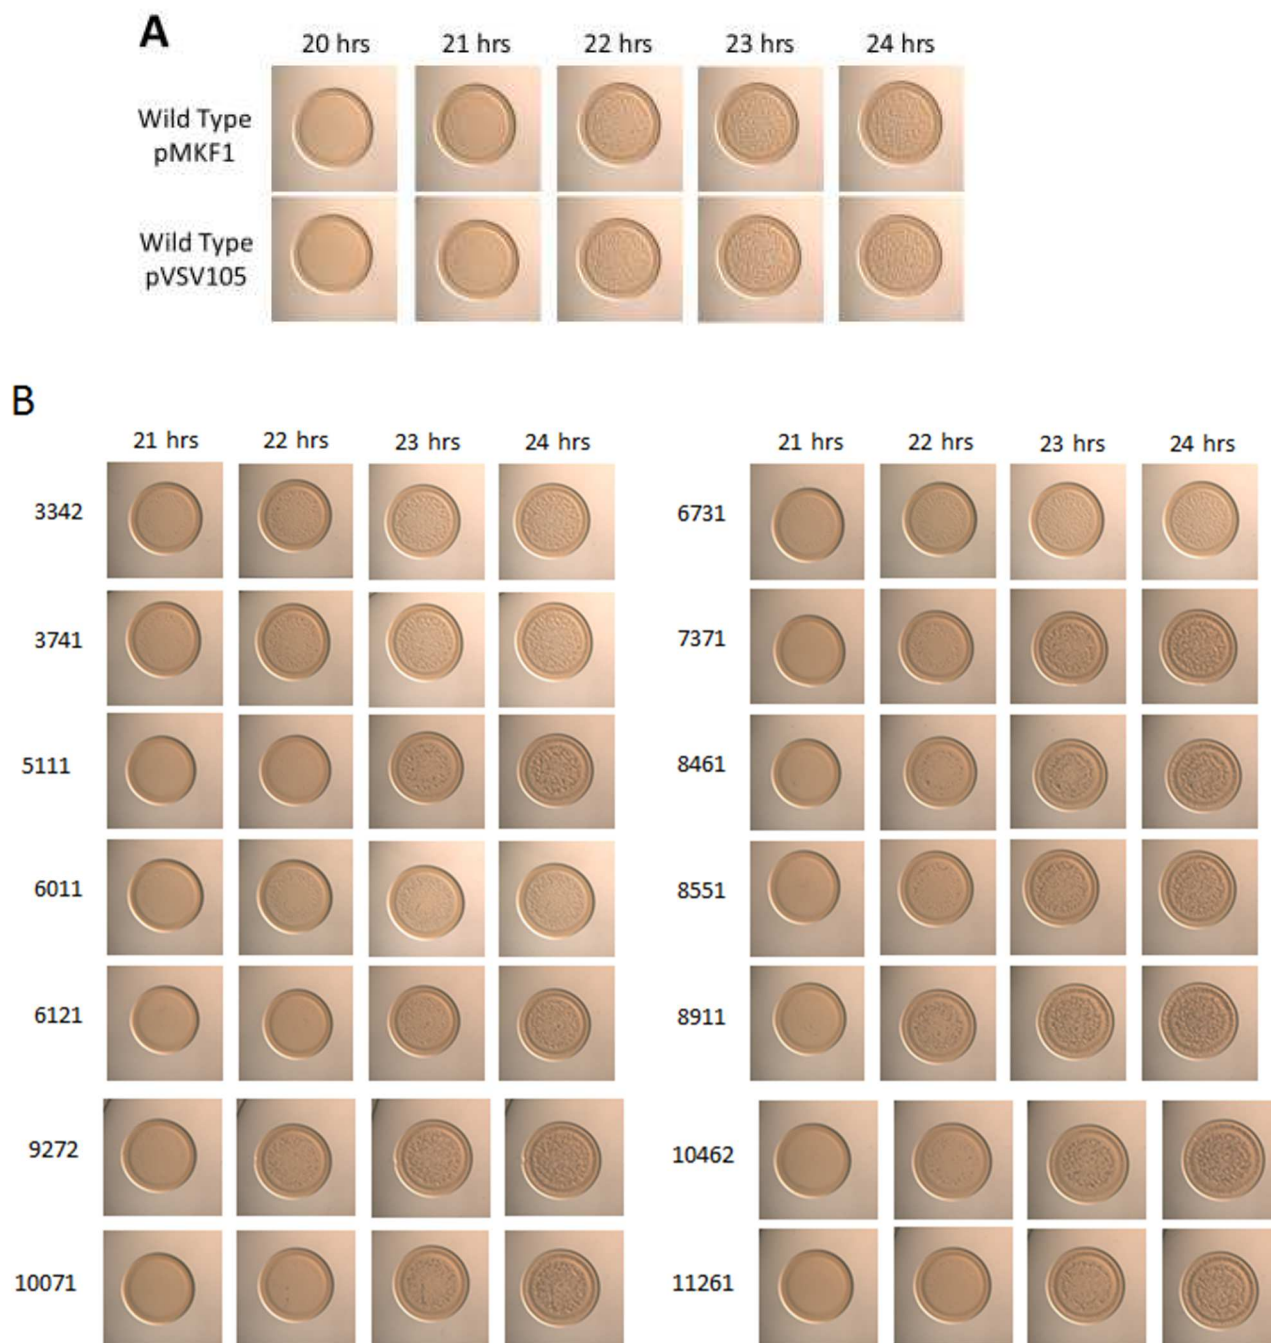 A
20 hrs 21 hrs 22 hrs 23 hrs 24 hrs
Wild Type
pMKF1
Wild Type
pVSV105
B
21 hrs 22 hrs 23 hrs 24 hrs
3342
3741
5111
6011
6121
9272
10071
21 hrs 22 hrs 23 hrs 24 hrs
6731
7371
8461
8551
8911
10462
11261